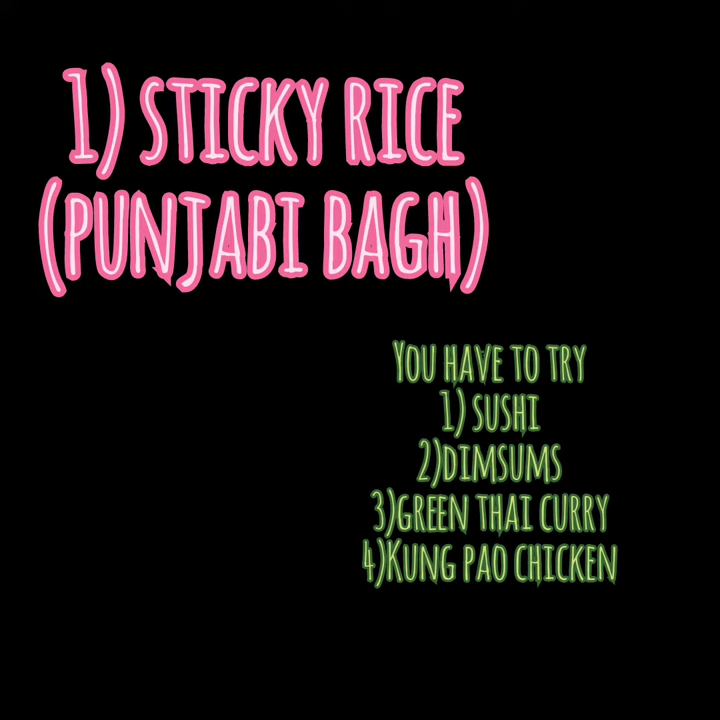 1) STICKY RICE
(PUNJABI BAGH)
YOU HAVE TO TRY
1) SUSHI
2)DIMSUMS
3)GREEN THAI CURRY
4)KUNG PAO CHICKEN